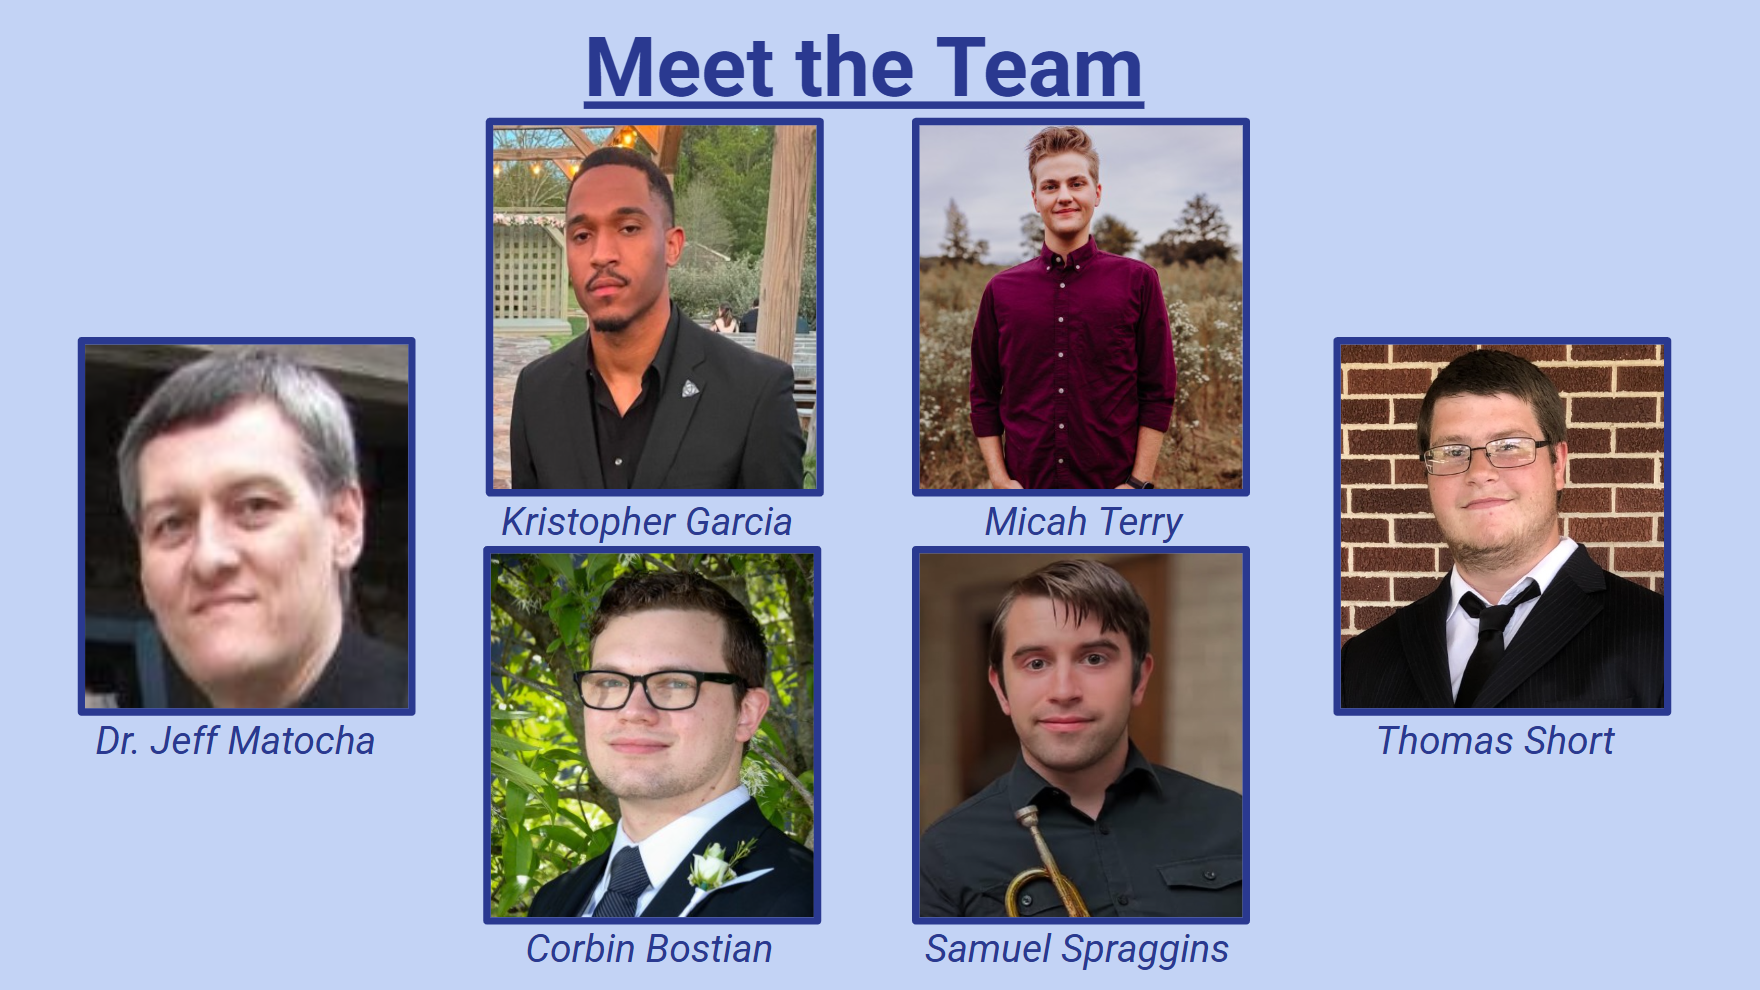 Meet the Team
Kristopher Garcia
Micah Terry
Dr. Jeff Matocha
Thomas Short
Corbin Bostian
Samuel Spraggins